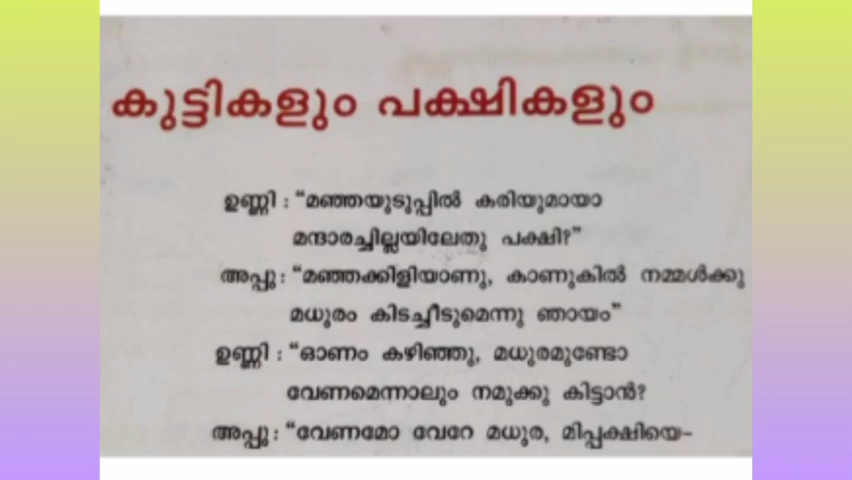 കുട്ടികളും പക്ഷികളും
ഉണ്ണി : “മഞ്ഞയുടുപ്പിൽ കരിയുമായാ
മന്ദാരച്ചില്ലയിലേതു പക്ഷി?”
അപ്പു : “മഞ്ഞക്കിളിയാണു, കാണുകിൽ നമ്മൾക്കു
മധുരം കിടച്ചീടുമെന്നു ഞായം”
ഉണ്ണി : “ഓണം കഴിഞ്ഞു, മധുരമുണ്ടോ
വേണമെന്നാലും നമുക്കു കിട്ടാൻ?
അപ്പു : “വേണമോ വേറേ മധുര, മിപ്പക്ഷിയെ–